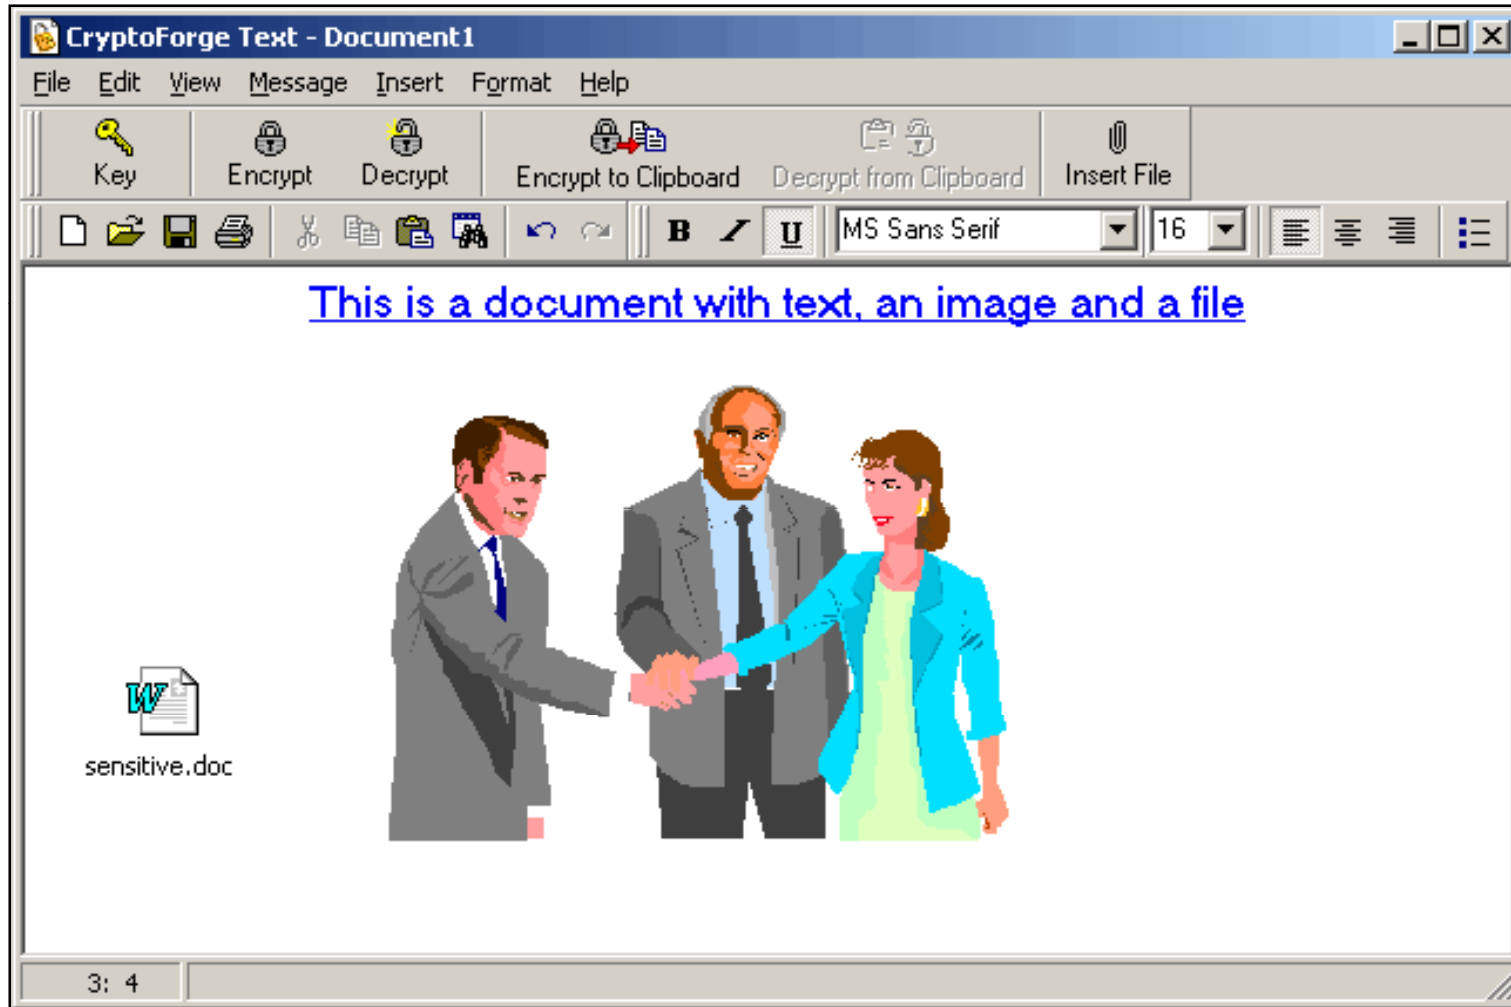 CryptoForge Text - Document1
File Edit View Message Insert Format Help
Key Encrypt Decrypt Encrypt to Clipboard Decrypt from Clipboard Insert File
B I U MS Sans Serif 16
This is a document with text, an image and a file
W
sensitive.doc
3: 4